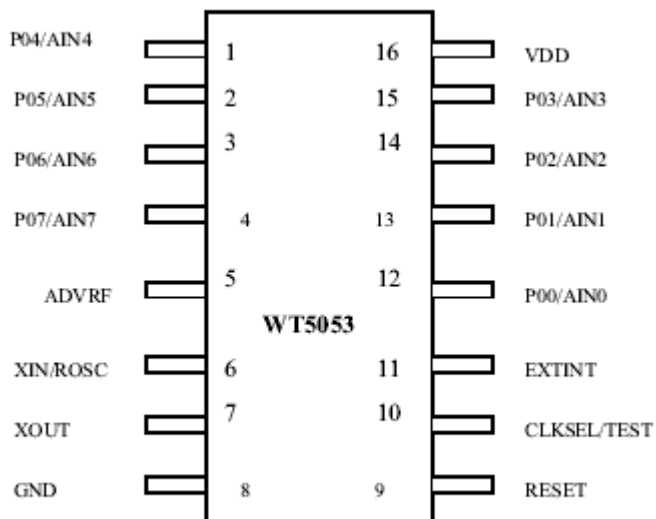 P04/AIN4 1 16 VDD
P05/AIN5 2 15 P03/AIN3
P06/AIN6 3 14 P02/AIN2
P07/AIN7 4 13 P01/AIN1
ADVRF 5 12 P00/AIN0
WT5053
XIN/ROSC 6 11 EXTINT
XOUT 7 10 CLKSEL/TEST
GND 8 9 RESET